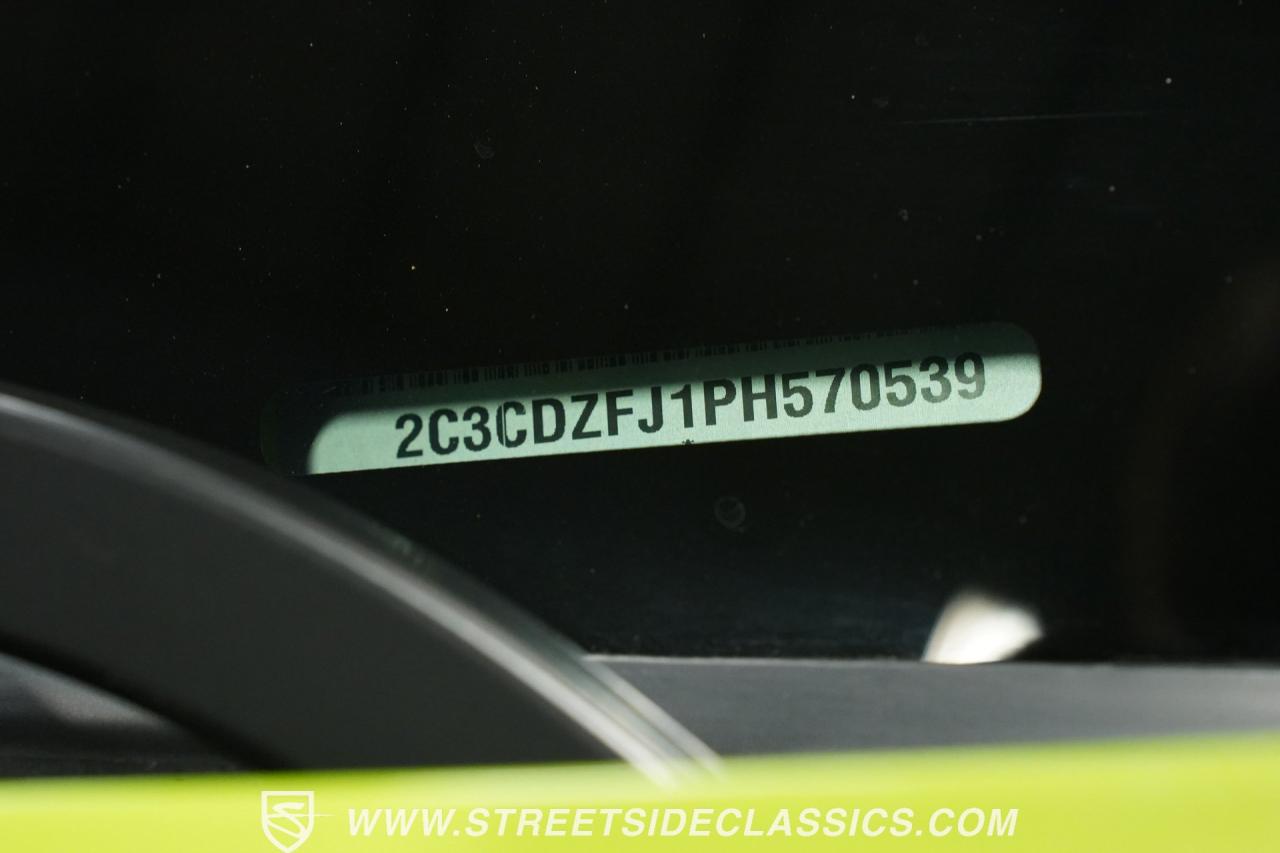 2C3CDZFJ1PH570539
WWW.STREETSIDECLASSICS.COM